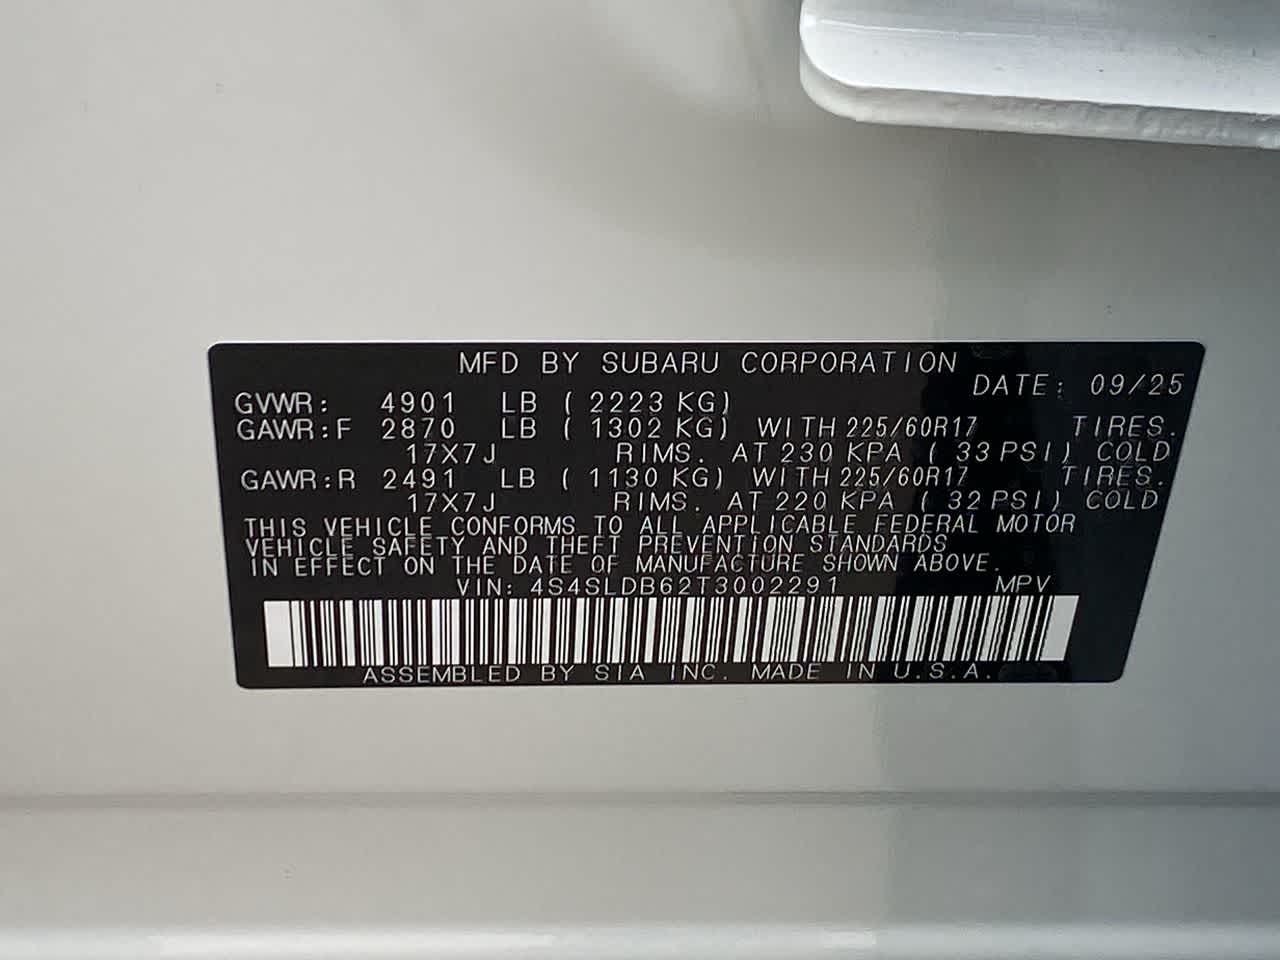 MFD BY SUBARU CORPORATION
DATE: 09/25
GVWR: 4901 LB ( 2223 KG)
GAWR:F 2870 LB ( 1302 KG) WITH 225/60R17 TIRES.
17X7J RIMS. AT 230 KPA ( 33 PSI) COLD
GAWR:R 2491 LB ( 1130 KG) WITH 225/60R17 TIRES.
17X7J RIMS. AT 220 KPA ( 32 PSI) COLD
THIS VEHICLE CONFORMS TO ALL APPLICABLE FEDERAL MOTOR
VEHICLE SAFETY AND THEFT PREVENTION STANDARDS
IN EFFECT ON THE DATE OF MANUFACTURE SHOWN ABOVE.
VIN: 4S4SLDB62T3002291 MPV
ASSEMBLED BY SIA INC. MADE IN U.S.A.